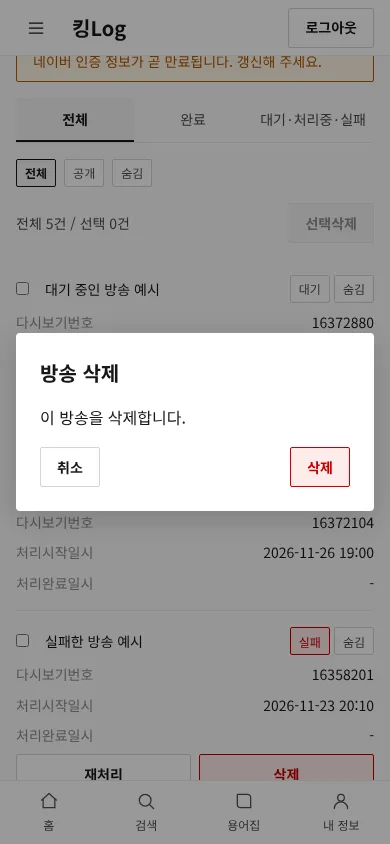 킹Log
로그아웃
네이버 인증 정보가 곧 만료됩니다. 갱신해 주세요.
전체
완료
대기·처리중·실패
전체
공개
숨김
전체 5건 / 선택 0건
선택삭제
대기 중인 방송 예시
대기
숨김
다시보기번호
16372880
방송 삭제
이 방송을 삭제합니다.
취소
삭제
다시보기번호
16372104
처리시작일시
2026-11-26 19:00
처리완료일시
-
실패한 방송 예시
실패
숨김
다시보기번호
16358201
처리시작일시
2026-11-23 20:10
처리완료일시
-
재처리
삭제
홈
검색
용어집
내 정보